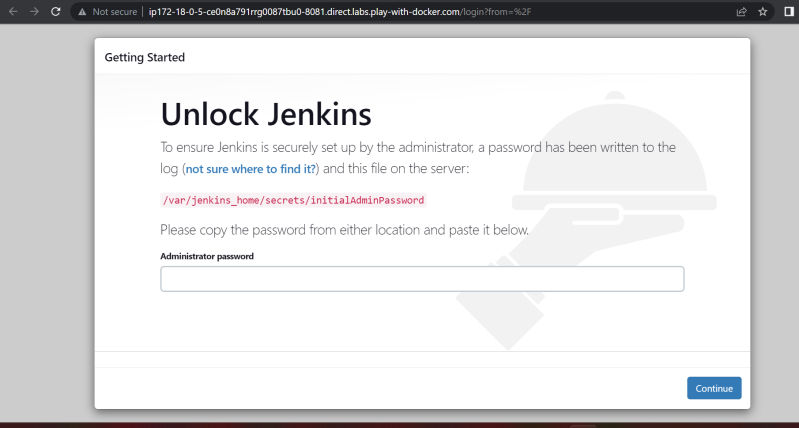 Not secure
ip172-18-0-5-ce0n8a791rrg0087tbu0-8081.direct.labs.play-with-docker.com/login?from=%2F
Getting Started
Unlock Jenkins
To ensure Jenkins is securely set up by the administrator, a password has been written to the
log (not sure where to find it?) and this file on the server:
/var/jenkins_home/secrets/initialAdminPassword
Please copy the password from either location and paste it below.
Administrator password
Continue